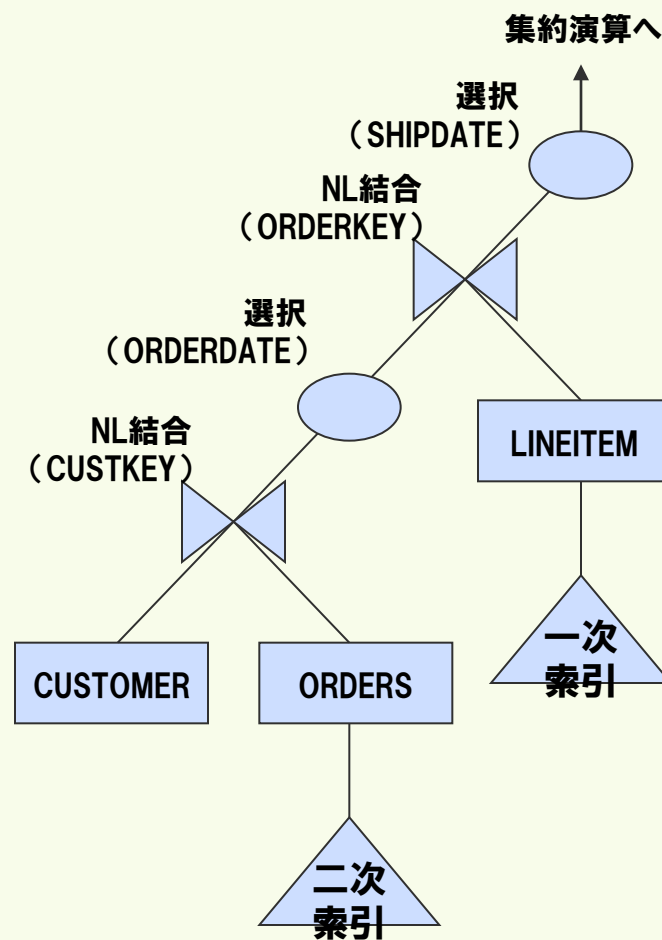 集約演算へ
選択
（SHIPDATE）
NL結合
（ORDERKEY）
選択
（ORDERDATE）
NL結合
（CUSTKEY）
LINEITEM
一次
索引
CUSTOMER
ORDERS
二次
索引